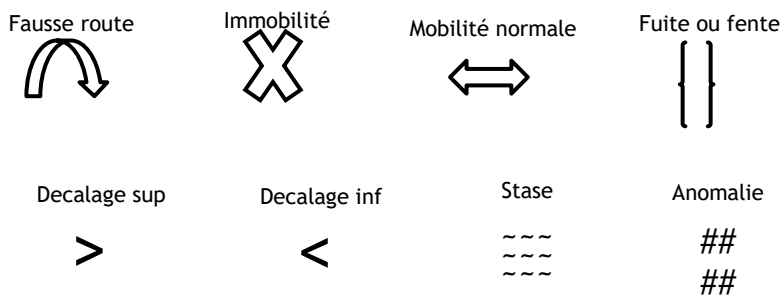 Fausse route
Immobilité
Mobilité normale
Fuite ou fente
Decalage sup
Decalage inf
Stase
Anomalie
>
<
~ ~ ~
~ ~ ~
~ ~ ~
##
##